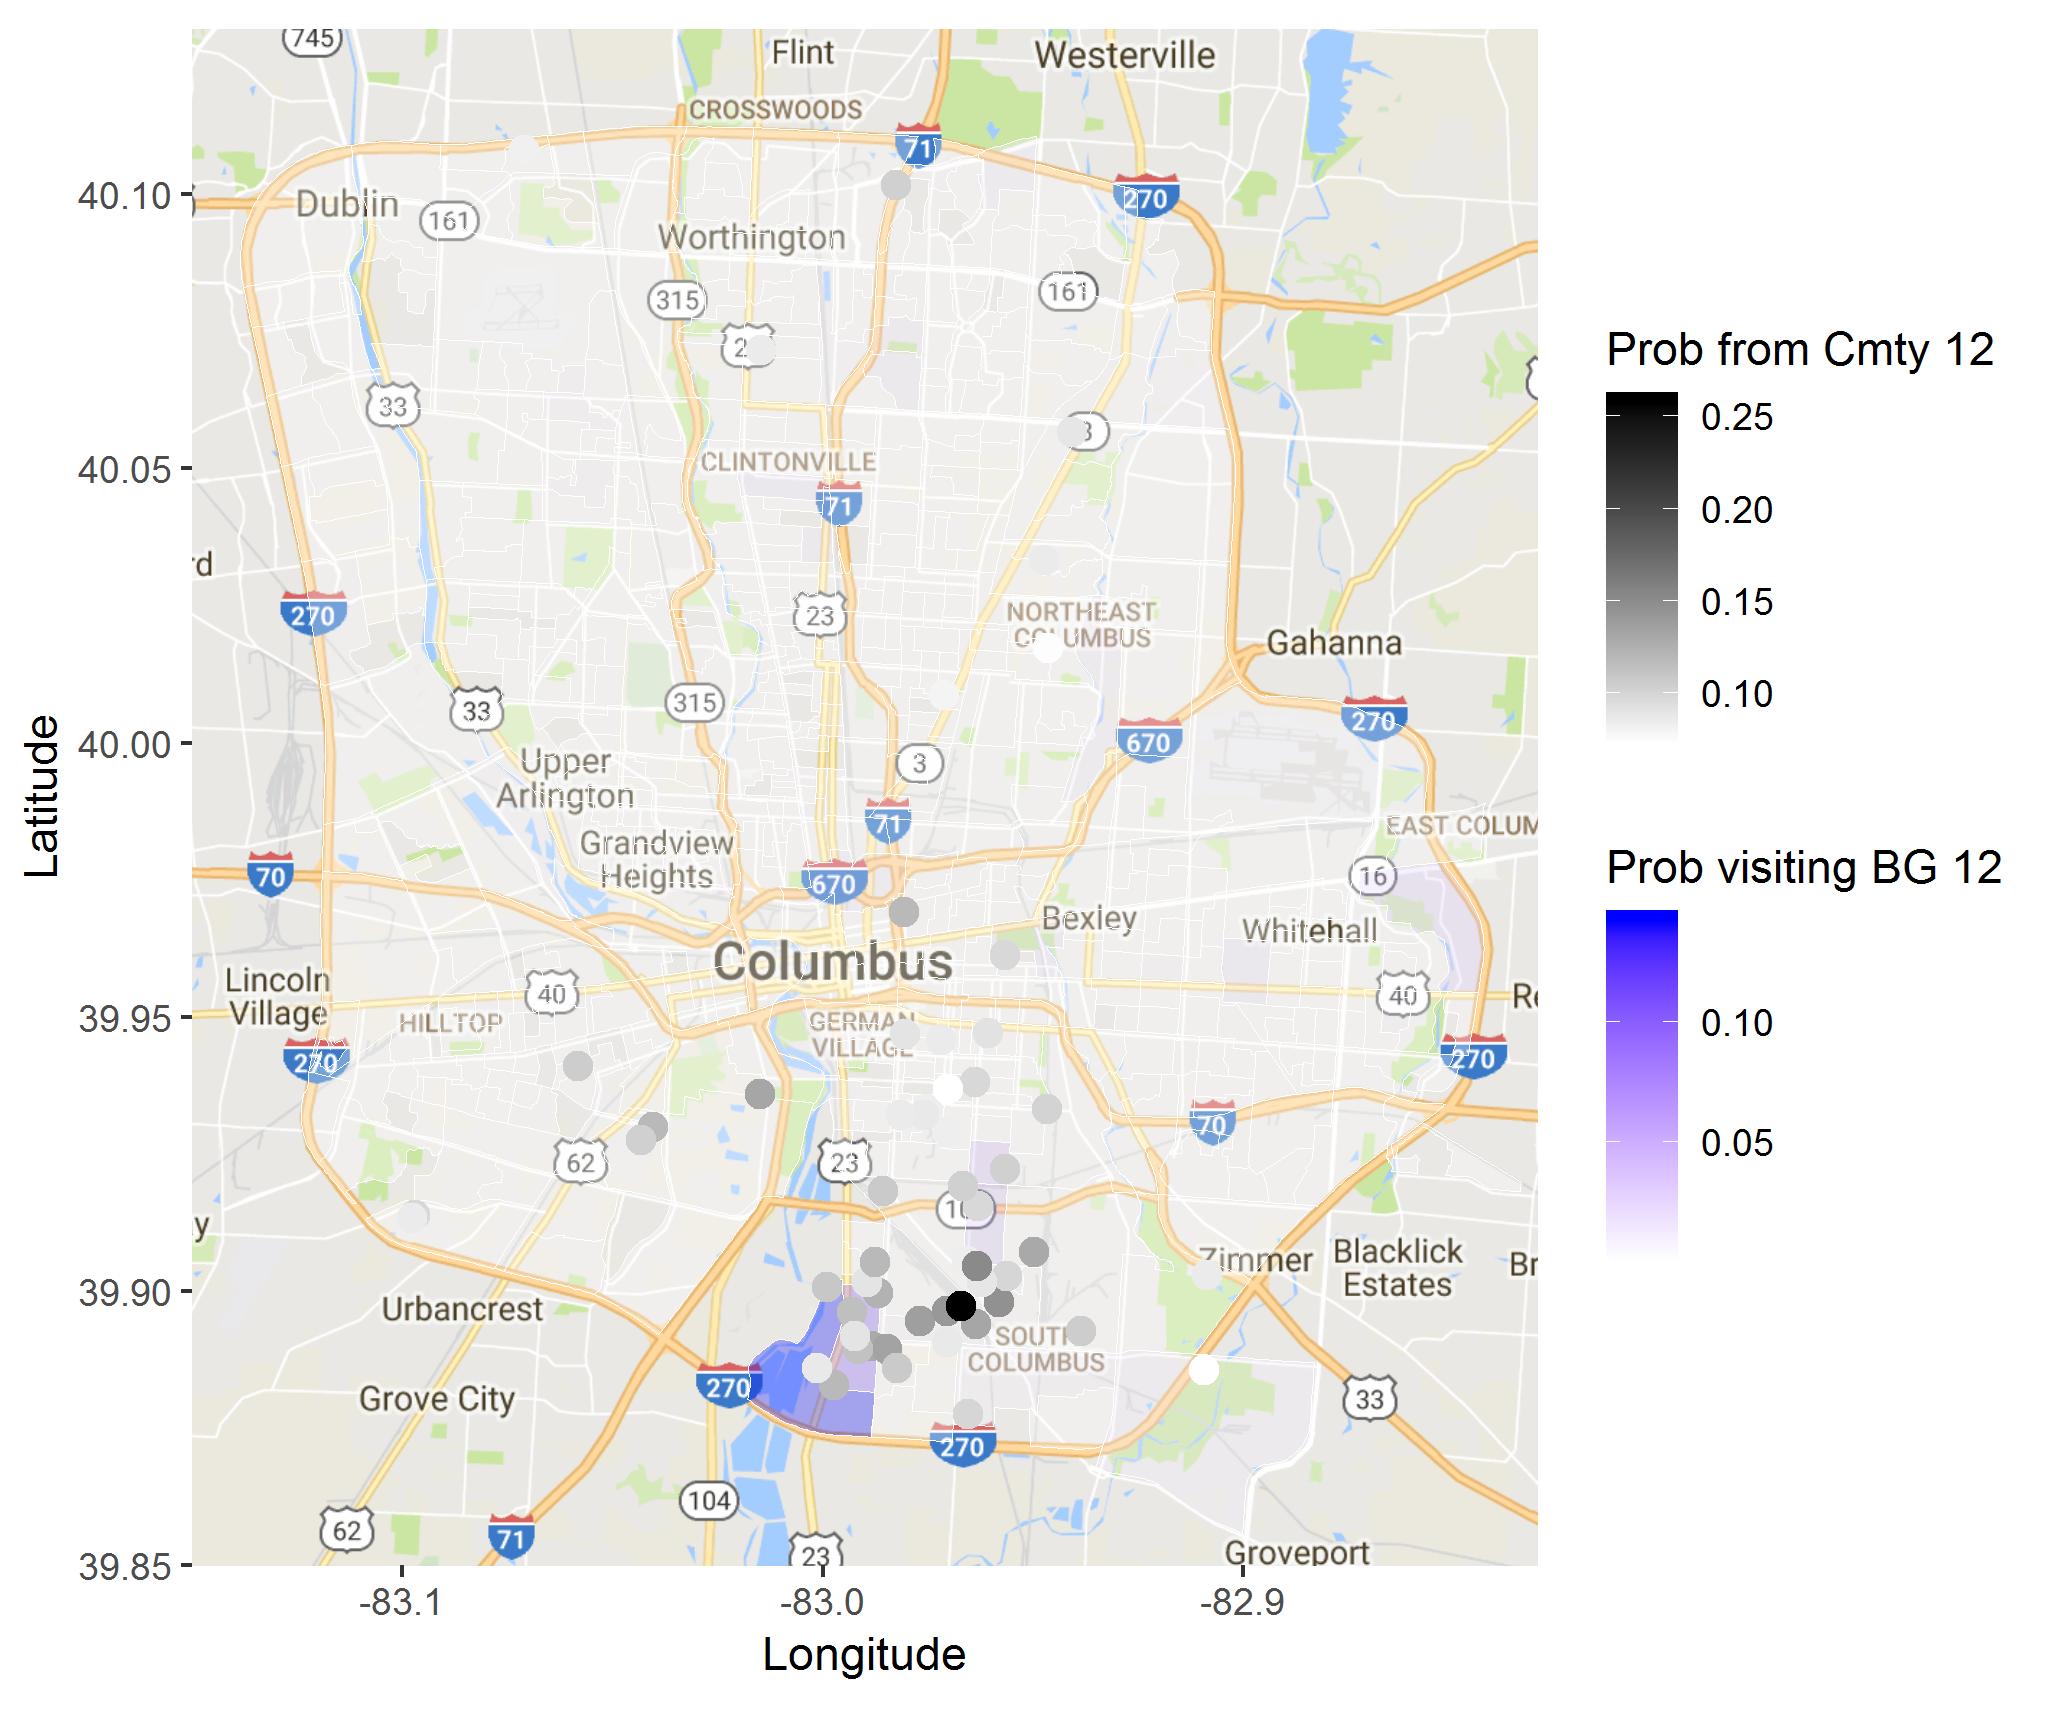 745
Flint
Westerville
CROSSWOODS
71
40.10
Dublin
161
270
Worthington
315
161
2
33
3
40.05
CLINTONVILLE
71
rd
270
23
NORTHEAST
COLUMBUS
Gahanna
33
315
270
40.00
670
Upper
Arlington
3
71
EAST COLUM
Grandview
Heights
70
670
16
Bexley
Whitehall
Columbus
Lincoln
Village
40
40
Re
39.95
HILLTOP
GERMAN
VILLAGE
270
270
70
62
23
10
y
Zimmer
Blacklick
Estates
Br
39.90
Urbancrest
SOUTH
COLUMBUS
270
Grove City
33
270
104
62
71
23
Groveport
39.85
-83.1
-83.0
-82.9
Longitude
Latitude
Prob from Cmty 12
0.25
0.20
0.15
0.10
Prob visiting BG 12
0.10
0.05